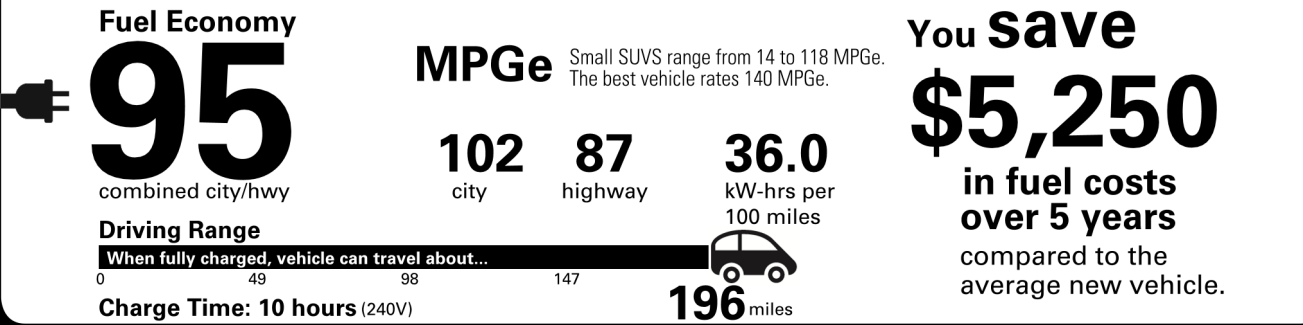 Fuel Economy
95
combined city/hwy
MPGe
Small SUVS range from 14 to 118 MPGe.
The best vehicle rates 140 MPGe.
102
city
87
highway
36.0
kW-hrs per
100 miles
Driving Range
When fully charged, vehicle can travel about...
0 49 98 147
196 miles
Charge Time: 10 hours (240V)
You save
$5,250
in fuel costs
over 5 years
compared to the
average new vehicle.